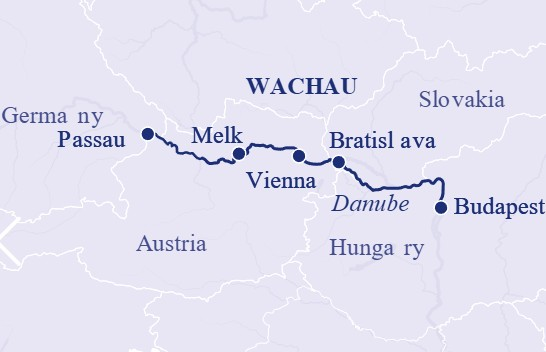 WACHAU
Slovakia
Germa ny
Passau
Melk
Bratisl ava
Vienna
Danube
Budapest
Austria
Hunga ry